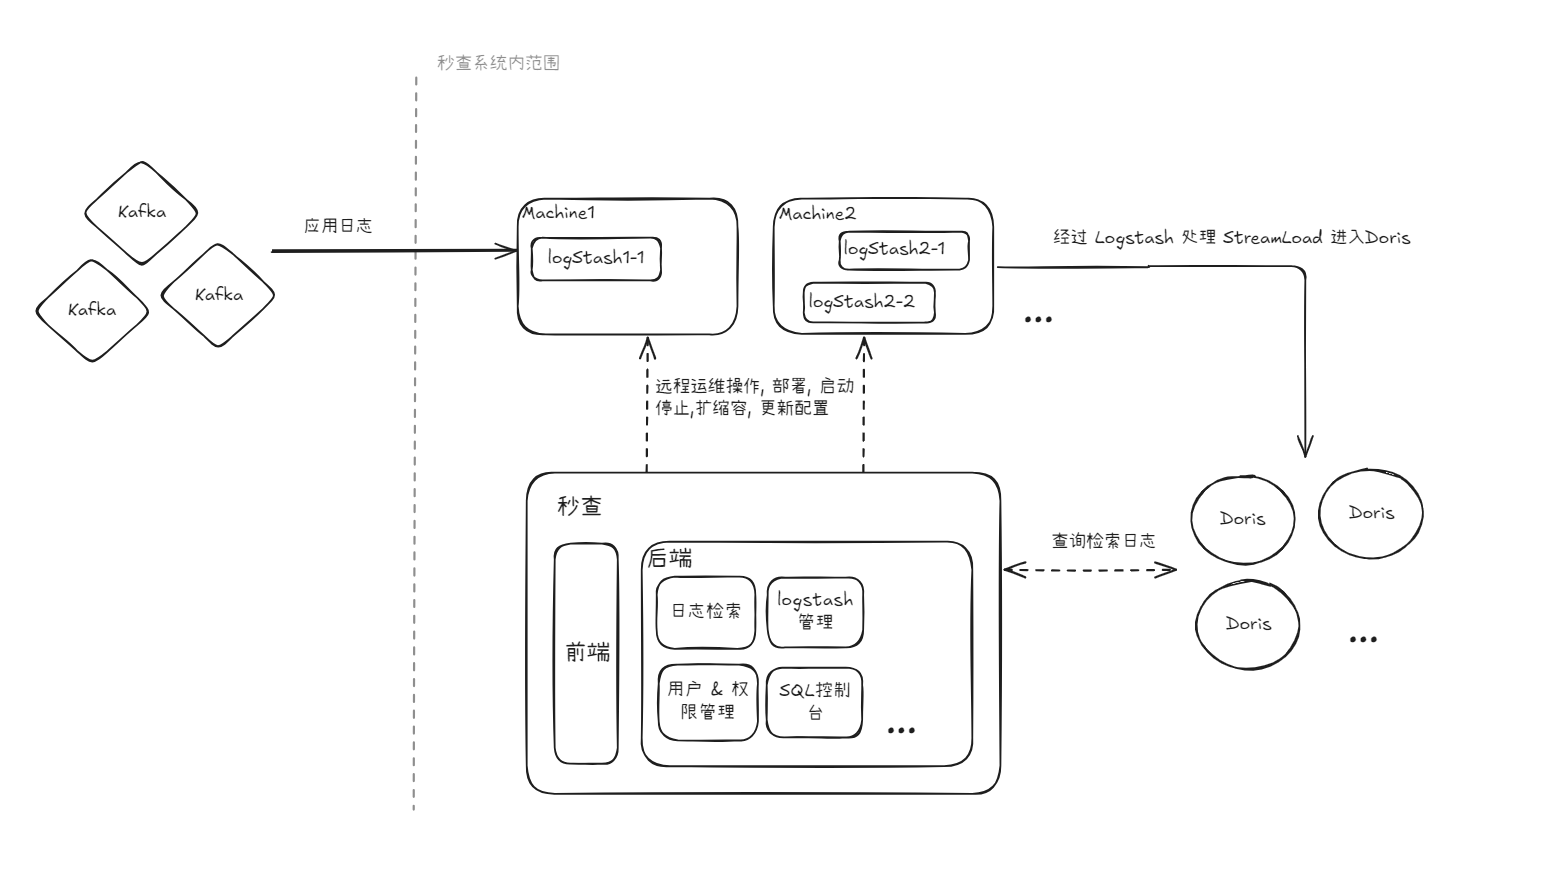 秒查系统内范围
Kafka
Kafka
Kafka
应用日志
Machine1
logStash1-1
Machine2
logStash2-1
logStash2-2
...
经过 Logstash 处理 StreamLoad 进入Doris
远程运维操作, 部署, 启动
停止,扩缩容, 更新配置
秒查
前端
后端
日志检索
logstash
管理
用户 & 权
限管理
SQL控制
台
...
查询检索日志
Doris
Doris
Doris
...